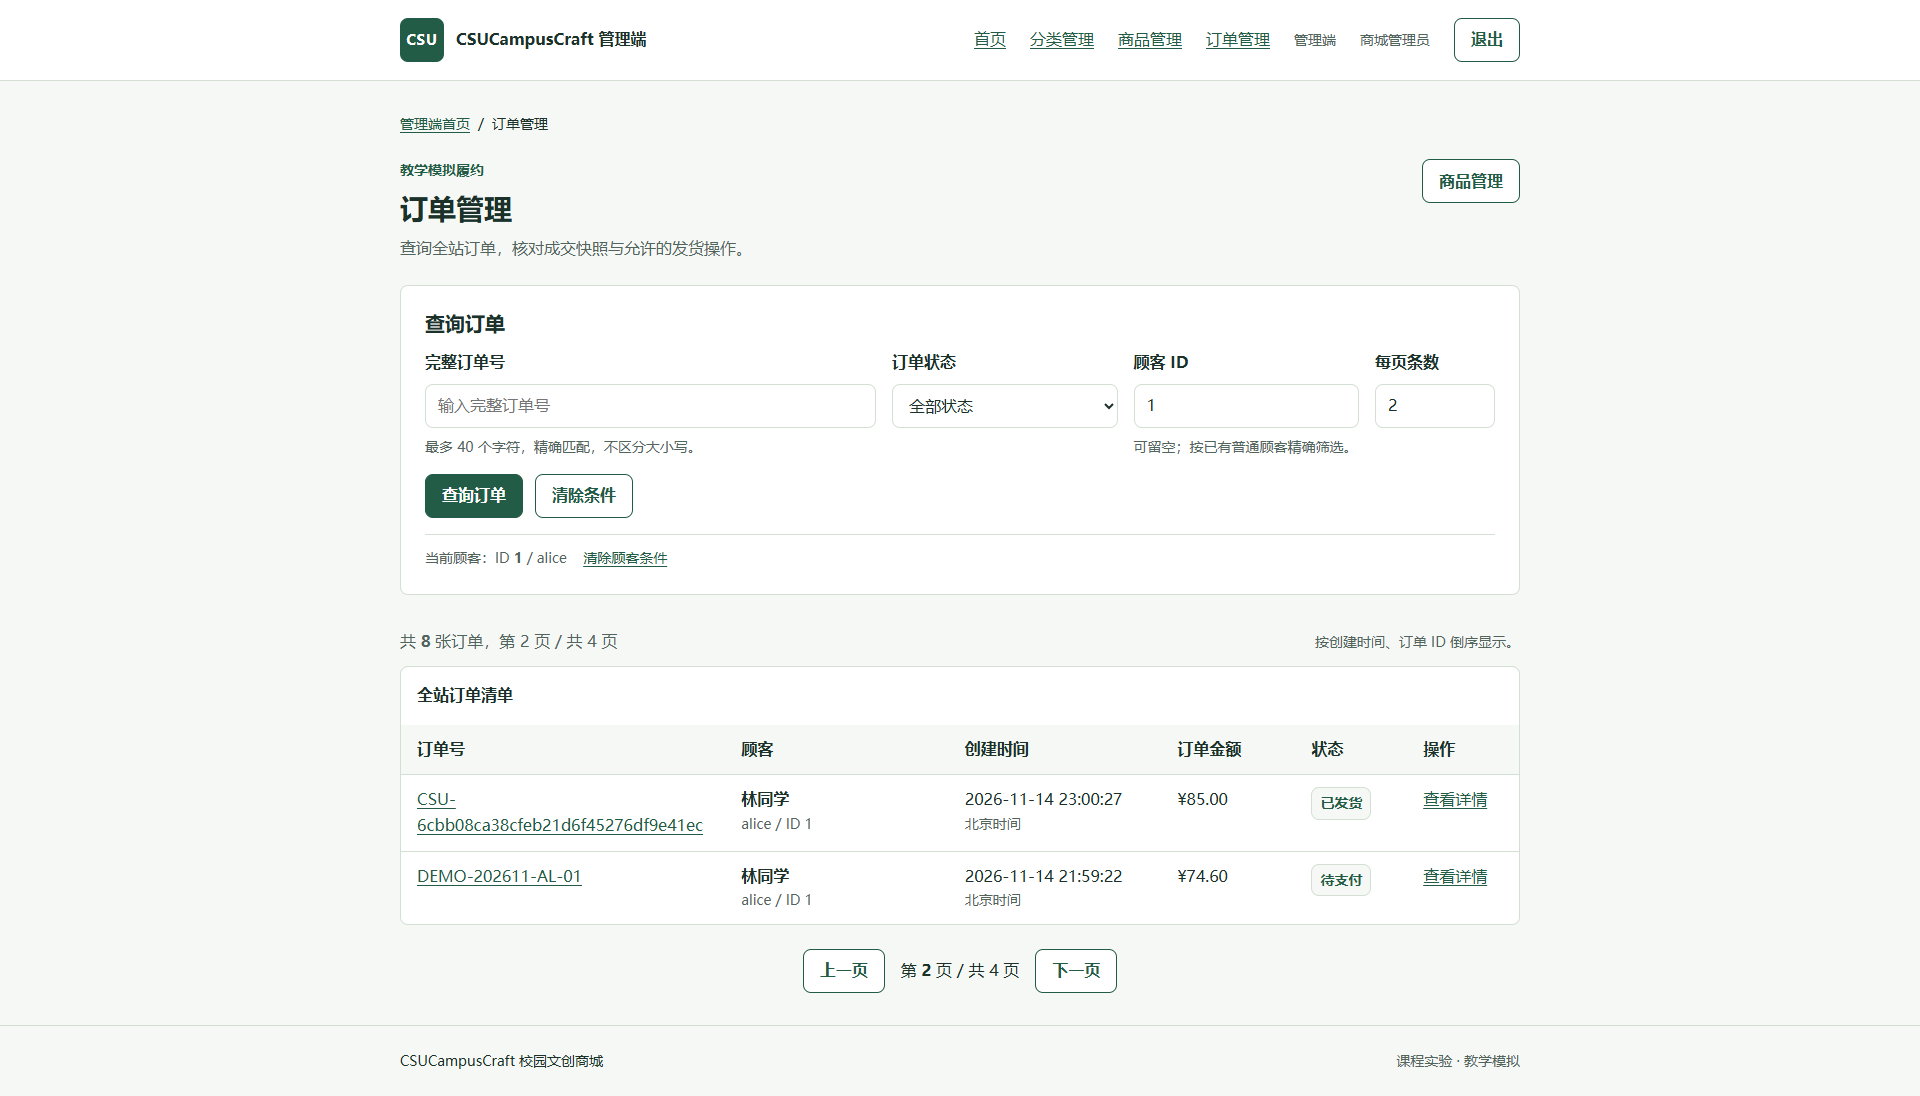 CSU CSUCampusCraft 管理端 首页 分类管理 商品管理 订单管理 管理端 商城管理员 退出
管理端首页 / 订单管理
教学模拟履约
订单管理
商品管理
查询全站订单，核对成交快照与允许的发货操作。
查询订单
完整订单号 订单状态 顾客 ID 每页条数
输入完整订单号 全部状态 1 2
最多 40 个字符，精确匹配，不区分大小写。 可留空；按已有普通顾客精确筛选。
查询订单 清除条件
当前顾客：ID 1 / alice 清除顾客条件
共 8 张订单，第 2 页 / 共 4 页 按创建时间、订单 ID 倒序显示。
全站订单清单
订单号 顾客 创建时间 订单金额 状态 操作
CSU-
6cbb08ca38cfeb21d6f45276df9e41ec 林同学 2026-11-14 23:00:27 ¥85.00 已发货 查看详情
alice / ID 1 北京时间
DEMO-202611-AL-01 林同学 2026-11-14 21:59:22 ¥74.60 待支付 查看详情
alice / ID 1 北京时间
上一页 第 2 页 / 共 4 页 下一页
CSUCampusCraft 校园文创商城 课程实验 · 教学模拟